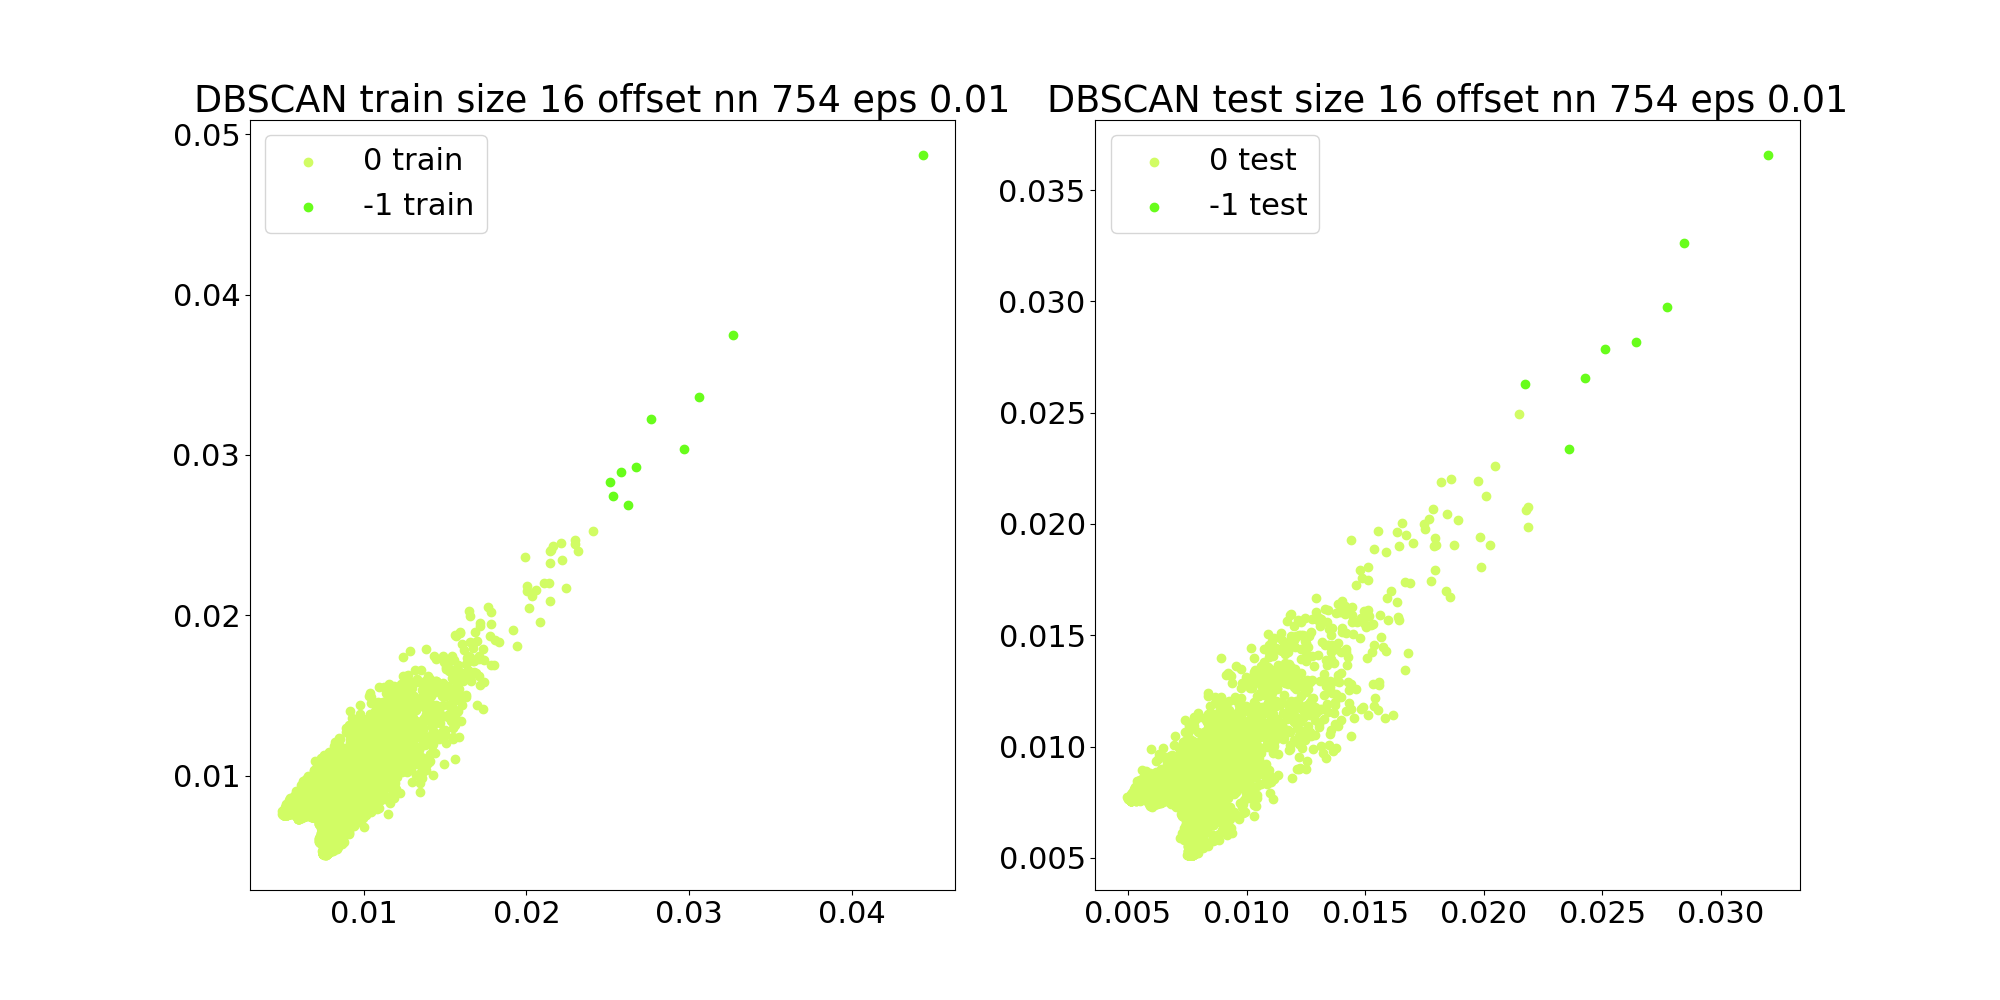 DBSCAN train size 16 offset nn 754 eps 0.01
0.05
0.04
0.03
0.02
0.01
0 train
-1 train
0.01 0.02 0.03 0.04
DBSCAN test size 16 offset nn 754 eps 0.01
0.035
0.030
0.025
0.020
0.015
0.010
0.005
0 test
-1 test
0.005 0.010 0.015 0.020 0.025 0.030